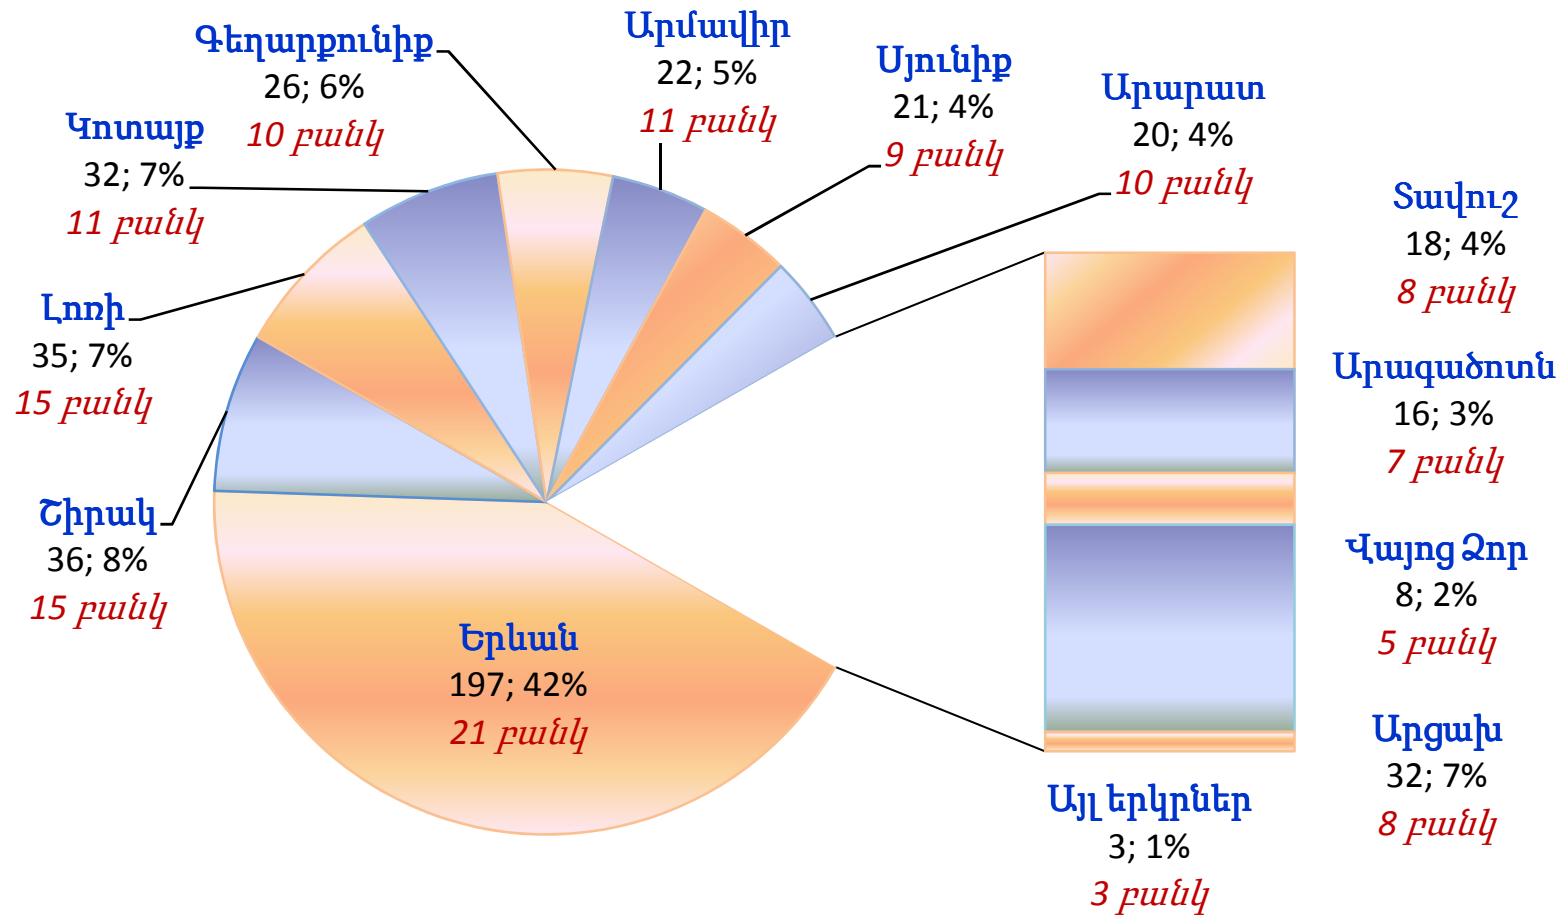 Գեղարքունիք
26; 6%
10 բանկ
Արմավիր
22; 5%
11 բանկ
Սյունիք
21; 4%
9 բանկ
Արարատ
20; 4%
10 բանկ
Կոտայք
32; 7%
11 բանկ
Տավուշ
18; 4%
8 բանկ
Լոռի
35; 7%
15 բանկ
Արագածոտն
16; 3%
7 բանկ
Շիրակ
36; 8%
15 բանկ
Վայոց Ձոր
8; 2%
5 բանկ
Երևան
197; 42%
21 բանկ
Արցախ
32; 7%
8 բանկ
Այլ երկրներ
3; 1%
3 բանկ